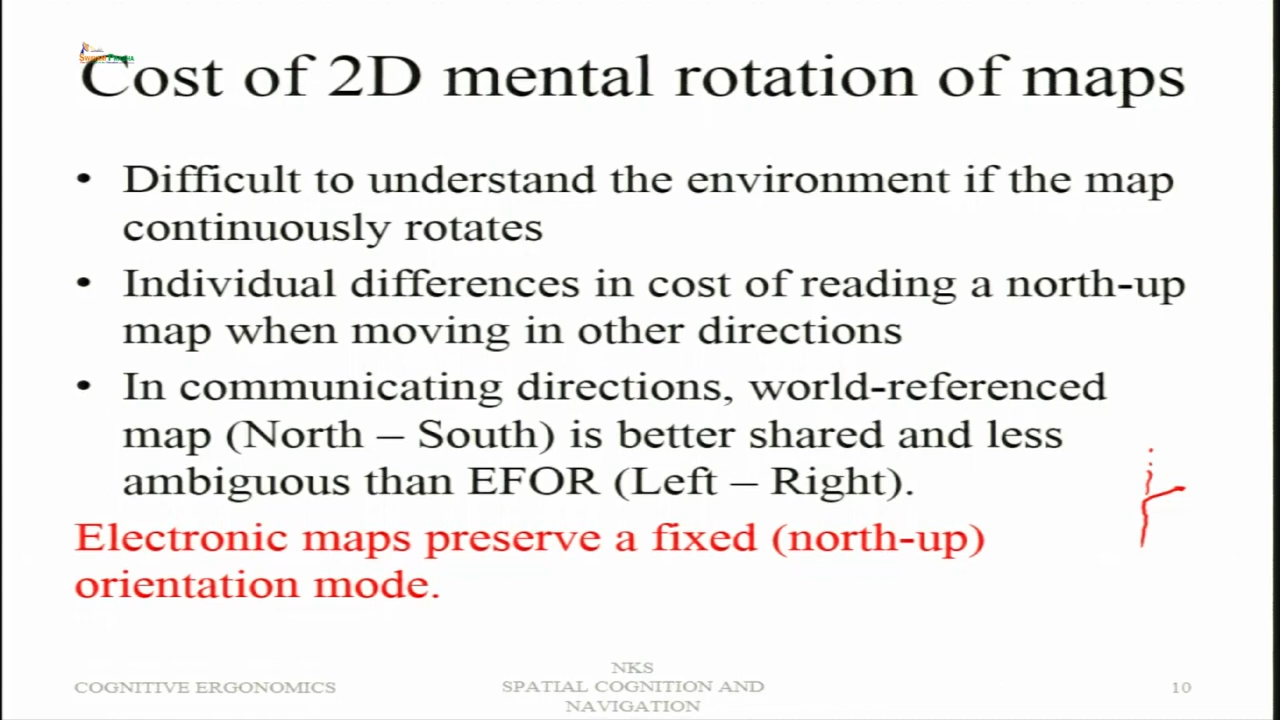 SWAYAM PRABHA
Cost of 2D mental rotation of maps
• Difficult to understand the environment if the map
continuously rotates
• Individual differences in cost of reading a north-up
map when moving in other directions
• In communicating directions, world-referenced
map (North – South) is better shared and less
ambiguous than EFOR (Left – Right).
Electronic maps preserve a fixed (north-up)
orientation mode.
COGNITIVE ERGONOMICS
NKS
SPATIAL COGNITION AND
NAVIGATION
10